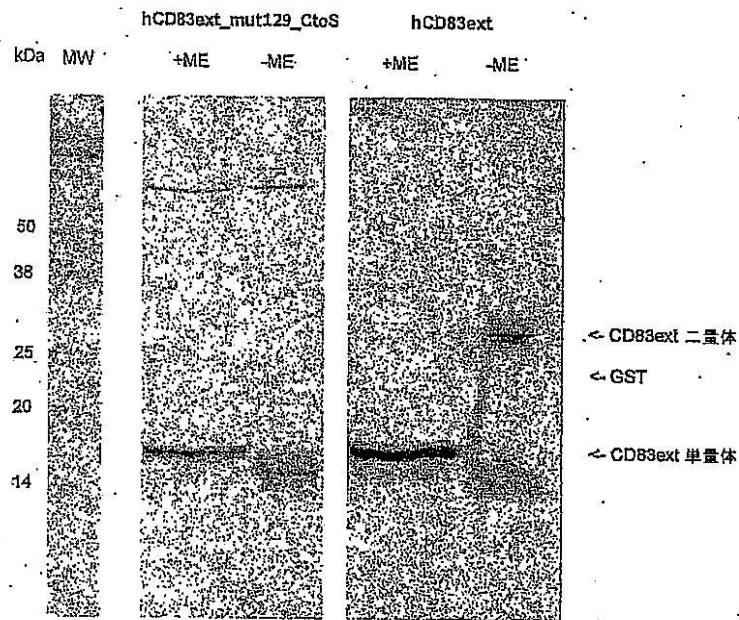 hCD83ext_mut129_CtoS hCD83ext
kDa MW +ME -ME +ME -ME
50
38
25
20
14
<- CD83ext 二量体
<- GST
<- CD83ext 単量体